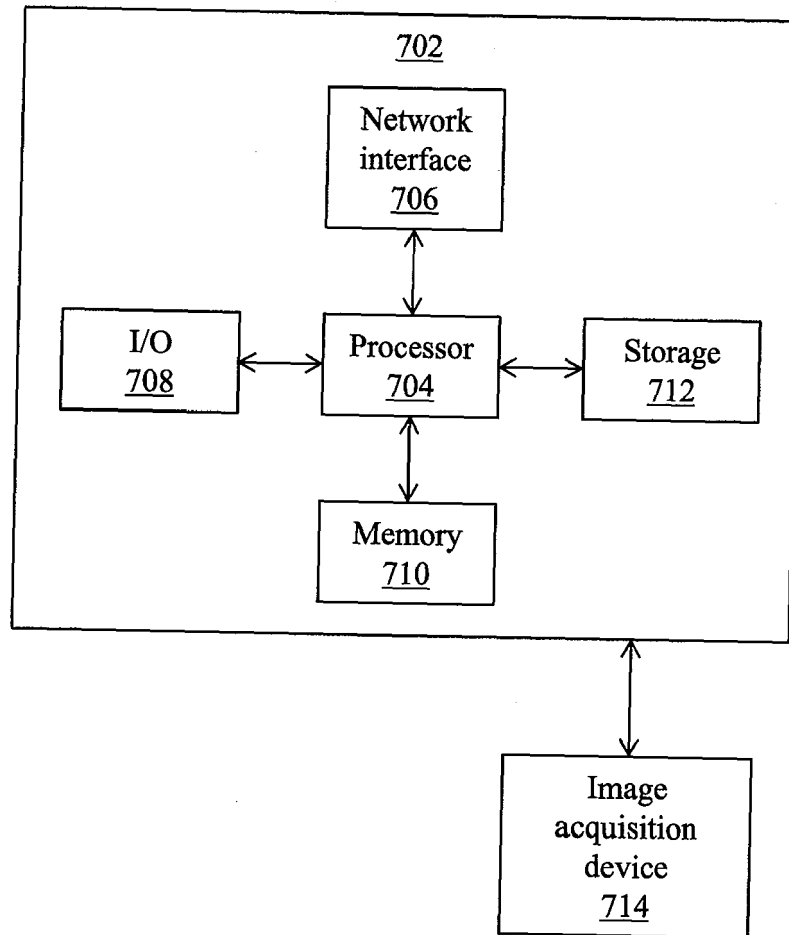 702
Network
interface
706
I/O
708
Processor
704
Storage
712
Memory
710
Image
acquisition
device
714